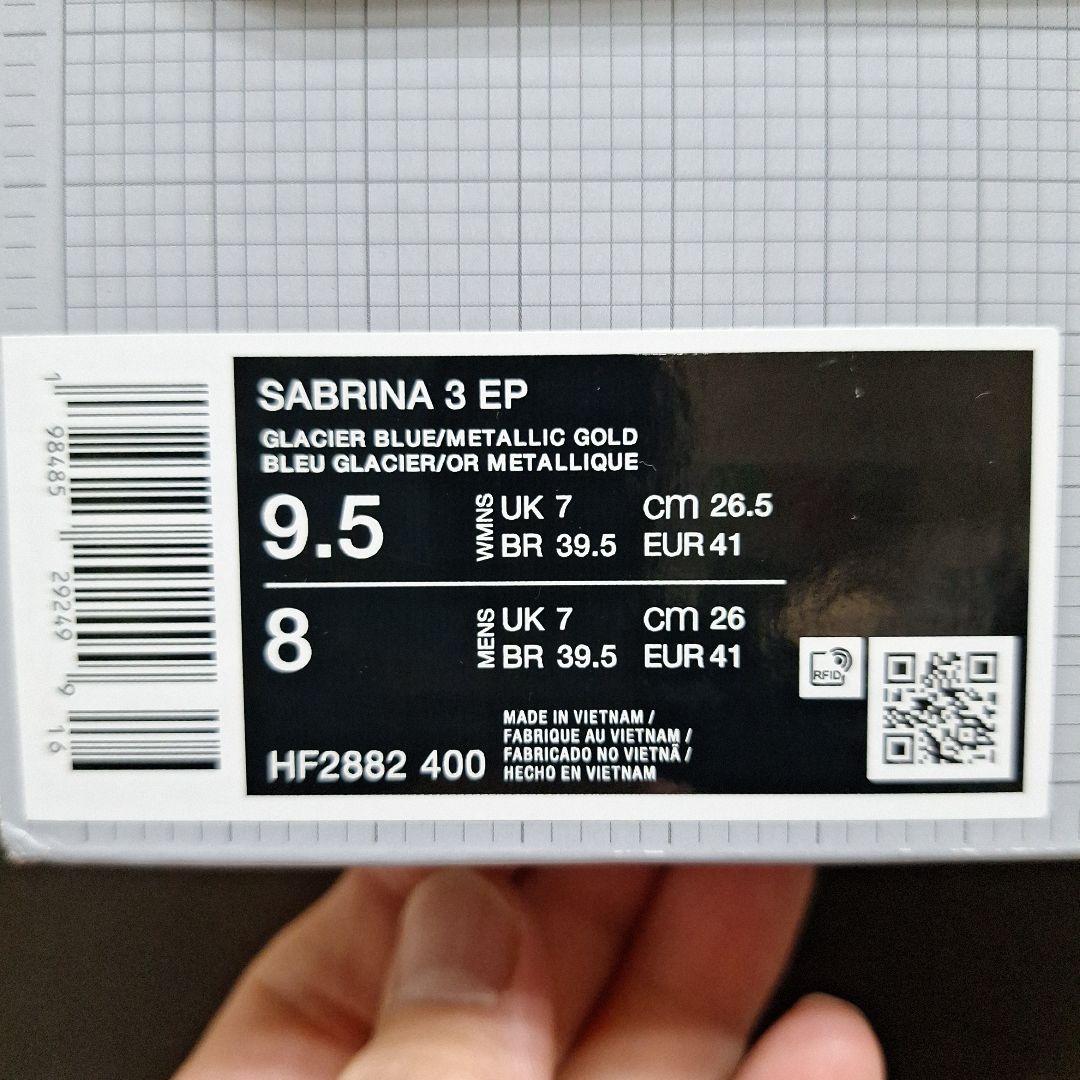 SABRINA 3 EP
GLACIER BLUE/METALLIC GOLD
BLEU GLACIER/OR METALLIQUE
9.5 WMNS UK 7 cm 26.5
BR 39.5 EUR 41
8 MENS UK 7 cm 26
BR 39.5 EUR 41
RFID
HF2882 400
MADE IN VIETNAM /
FABRIQUE AU VIETNAM /
FABRICADO NO VIETNÃ /
HECHO EN VIETNAM
1 98485 29249 9 16